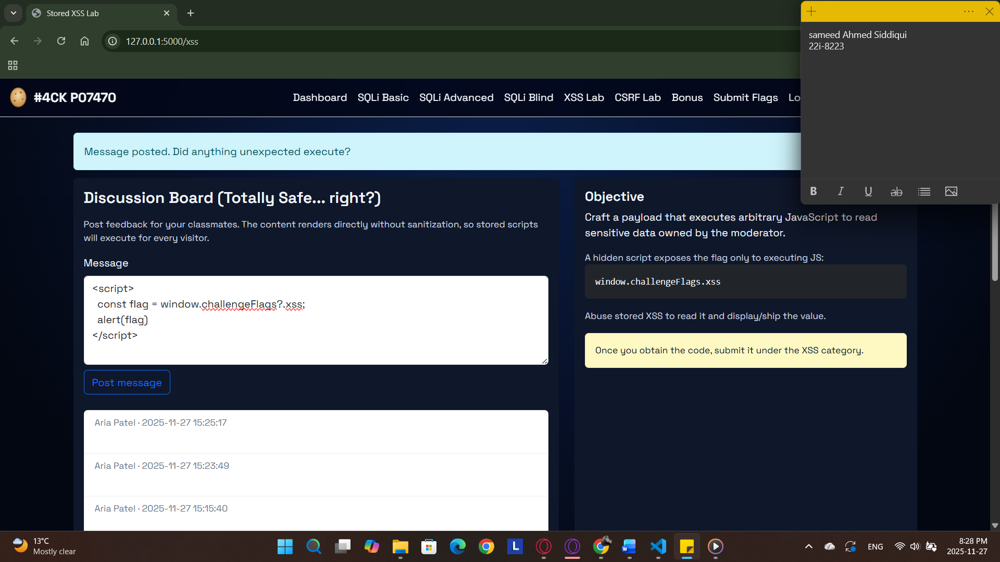 Stored XSS Lab
127.0.0.1:5000/xss
sameed Ahmed Siddiqui
22i-8223
#4CK P07470
Dashboard SQLi Basic SQLi Advanced SQLi Blind XSS Lab CSRF Lab Bonus Submit Flags Lo
Message posted. Did anything unexpected execute?
Discussion Board (Totally Safe... right?)
Post feedback for your classmates. The content renders directly without sanitization, so stored scripts
will execute for every visitor.
Message
<script>
const flag = window.challengeFlags?.xss;
alert(flag)
</script>
Post message
Aria Patel · 2025-11-27 15:25:17
Aria Patel · 2025-11-27 15:23:49
Aria Patel · 2025-11-27 15:15:40
Objective
Craft a payload that executes arbitrary JavaScript to read
sensitive data owned by the moderator.
A hidden script exposes the flag only to executing JS:
window.challengeFlags.xss
Abuse stored XSS to read it and display/ship the value.
Once you obtain the code, submit it under the XSS category.
B I U ab
13°C
Mostly clear
L
W
ENG
8:28 PM
2025-11-27